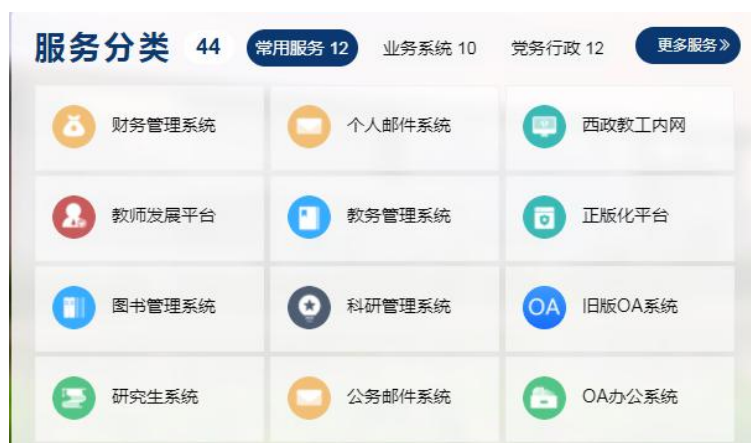 服务分类 44 常用服务 12 业务系统 10 党务行政 12 更多服务》
财务管理系统 个人邮件系统 西政教工内网
教师发展平台 教务管理系统 正版化平台
图书管理系统 科研管理系统 OA 旧版OA系统
研究生系统 公务邮件系统 OA办公系统